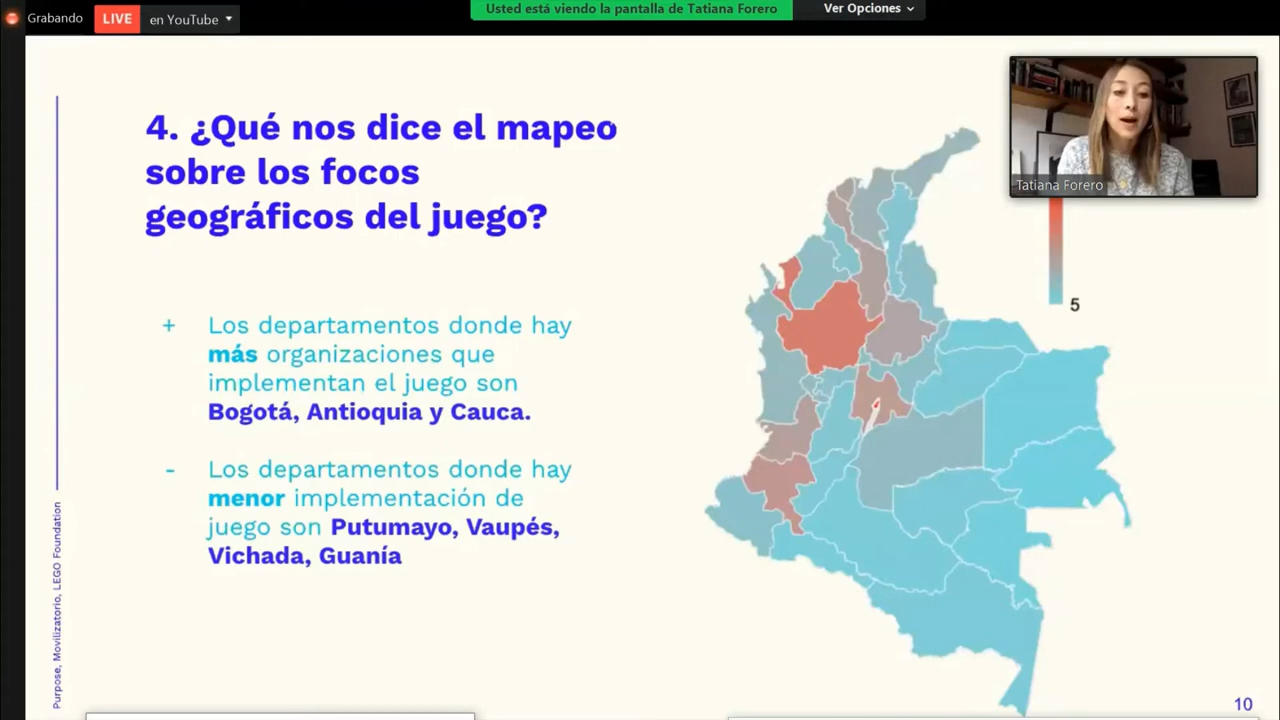 Grabando
LIVE
en YouTube
Usted está viendo la pantalla de Tatiana Forero
Ver Opciones
4. ¿Qué nos dice el mapeo
sobre los focos
geográficos del juego?
+ Los departamentos donde hay
más organizaciones que
implementan el juego son
Bogotá, Antioquia y Cauca.
- Los departamentos donde hay
menor implementación de
juego son Putumayo, Vaupés,
Vichada, Guanía
Tatiana Forero
5
Purpose, Movilizatorio, LEGO Foundation
10